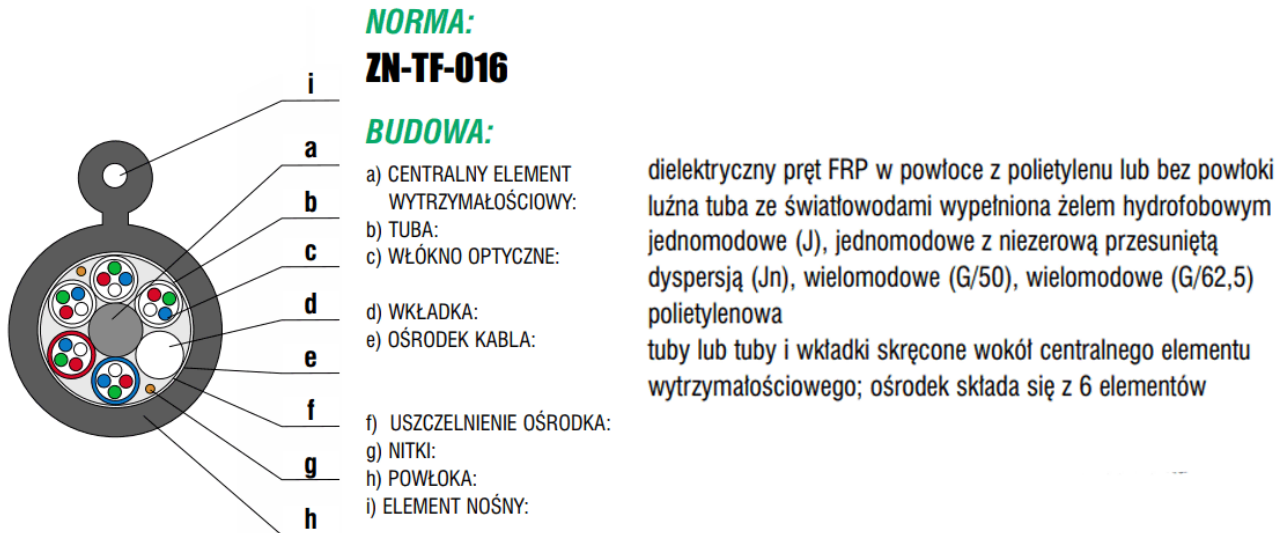 NORMA:
ZN-TF-016
BUDOWA:
i
a
b
c
d
e
f
g
h
a) CENTRALNY ELEMENT
WYTRZYMAŁOŚCIOWY:
b) TUBA:
c) WŁÓKNO OPTYCZNE:
d) WKŁADKA:
e) OŚRODEK KABLA:
f) USZCZELNIENIE OŚRODKA:
g) NITKI:
h) POWŁOKA:
i) ELEMENT NOŚNY:
dielektryczny pręt FRP w powłoce z polietylenu lub bez powłoki
luźna tuba ze światłowodami wypełniona żelem hydrofobowym
jednomodowe (J), jednomodowe z niezerową przesuniętą
dyspersją (Jn), wielomodowe (G/50), wielomodowe (G/62,5)
polietylenowa
tuby lub tuby i wkładki skręcone wokół centralnego elementu
wytrzymałościowego; ośrodek składa się z 6 elementów